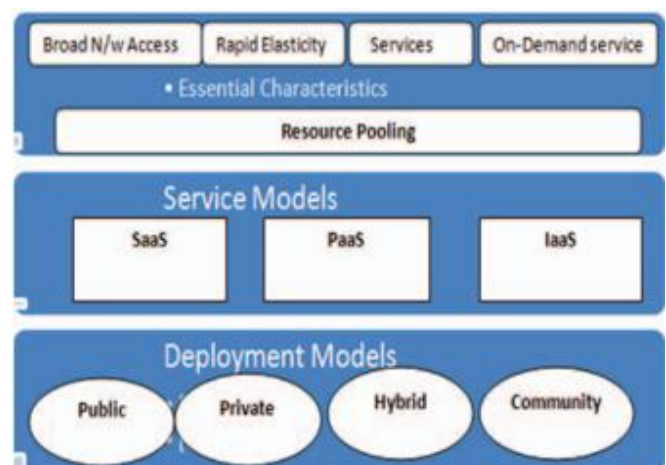 Broad N/w Access Rapid Elasticity Services On-Demand service
• Essential Characteristics
Resource Pooling
Service Models
SaaS PaaS IaaS
Deployment Models
Public Private Hybrid Community